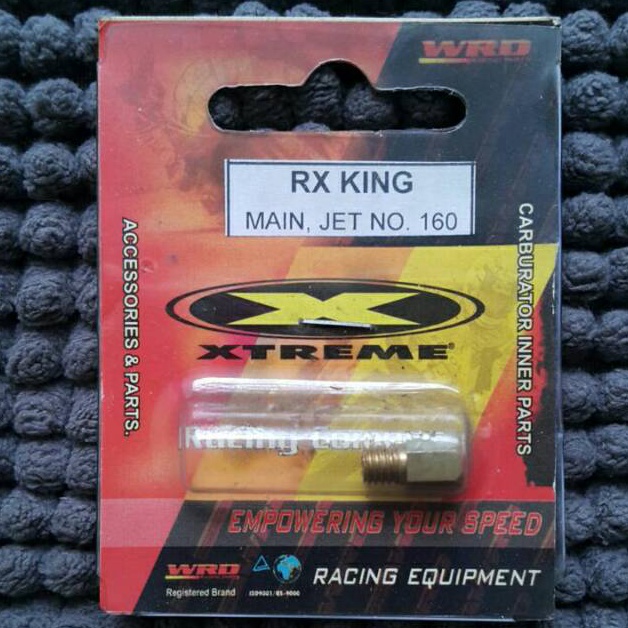 WRD
RX KING
MAIN, JET NO. 160
ACCESSORIES & PARTS.
CARBURATOR INNER PARTS
X
XTREME®
Racing
EMPOWERING YOUR SPEED
WRD
Registered Brand
RACING EQUIPMENT